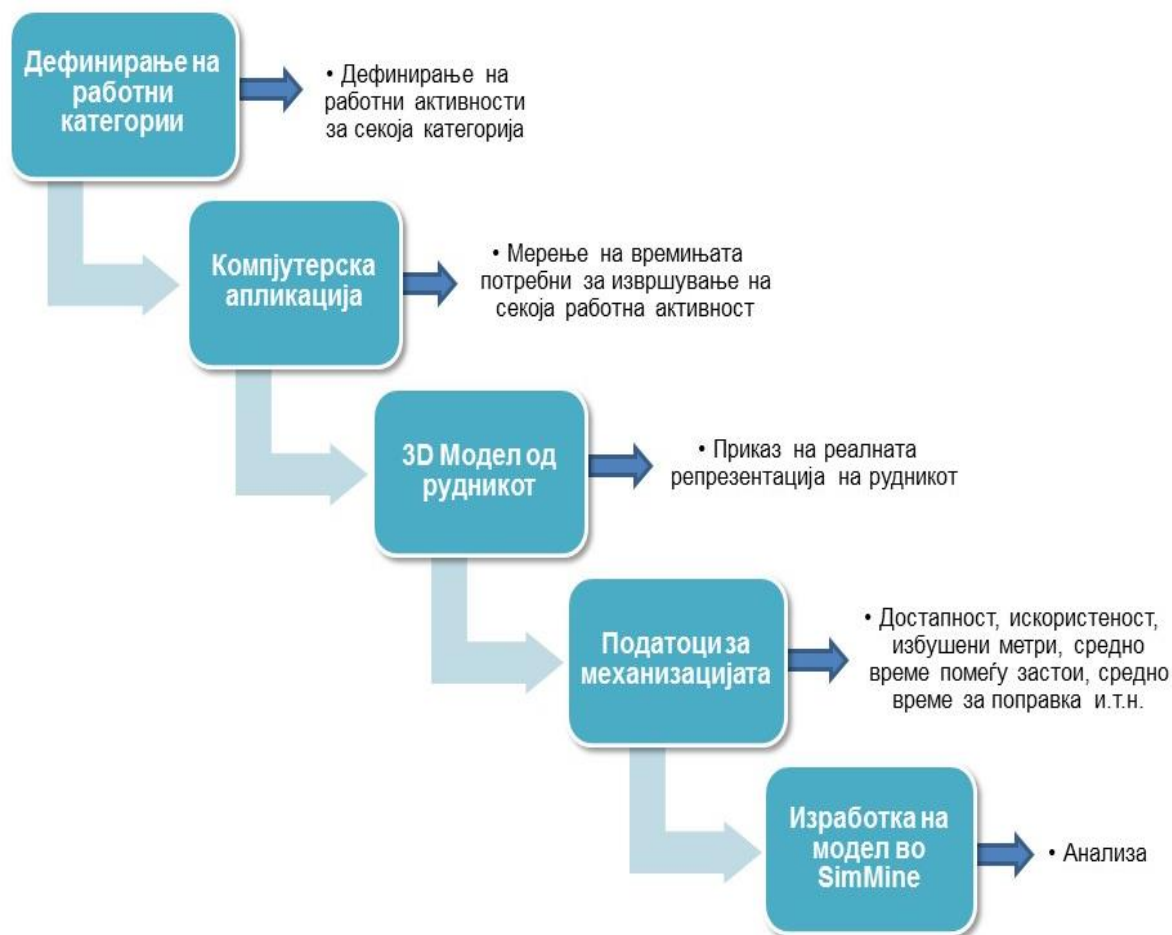 Дефинирање на
работни
категории
• Дефинирање на
работни активности
за секоја категорија
Компјутерска
апликација
• Мерење на времињата
потребни за извршување на
секоја работна активност
3D Модел од
рудникот
• Приказ на реалната
репрезентација на рудникот
Податоци за
механизацијата
• Достапност, искористеност,
избушени метри, средно
време помеѓу застои, средно
време за поправка и.т.н.
Изработка на
модел во
SimMine
• Анализа